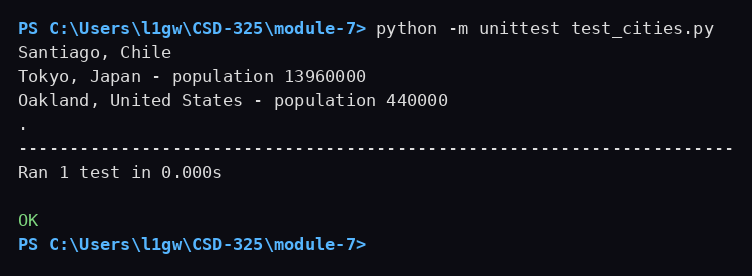 PS C:\Users\l1gw\CSD-325\module-7> python -m unittest test_cities.py
Santiago, Chile
Tokyo, Japan - population 13960000
Oakland, United States - population 440000
.
----------------------------------------------------------------------
Ran 1 test in 0.000s
OK
PS C:\Users\l1gw\CSD-325\module-7>